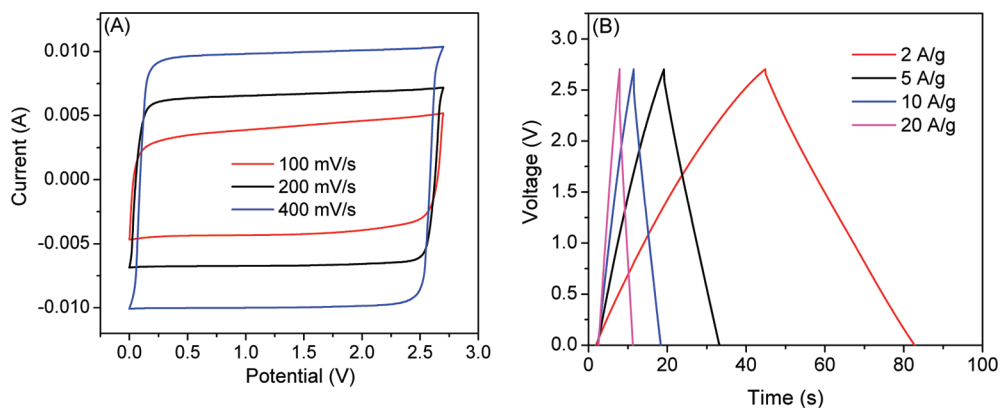 (A)
Current (A)
0.010
0.005
0.000
-0.005
-0.010
100 mV/s
200 mV/s
400 mV/s
0.0 0.5 1.0 1.5 2.0 2.5 3.0
Potential (V)
(B)
Voltage (V)
3.0
2.5
2.0
1.5
1.0
0.5
0.0
2 A/g
5 A/g
10 A/g
20 A/g
0 20 40 60 80 100
Time (s)